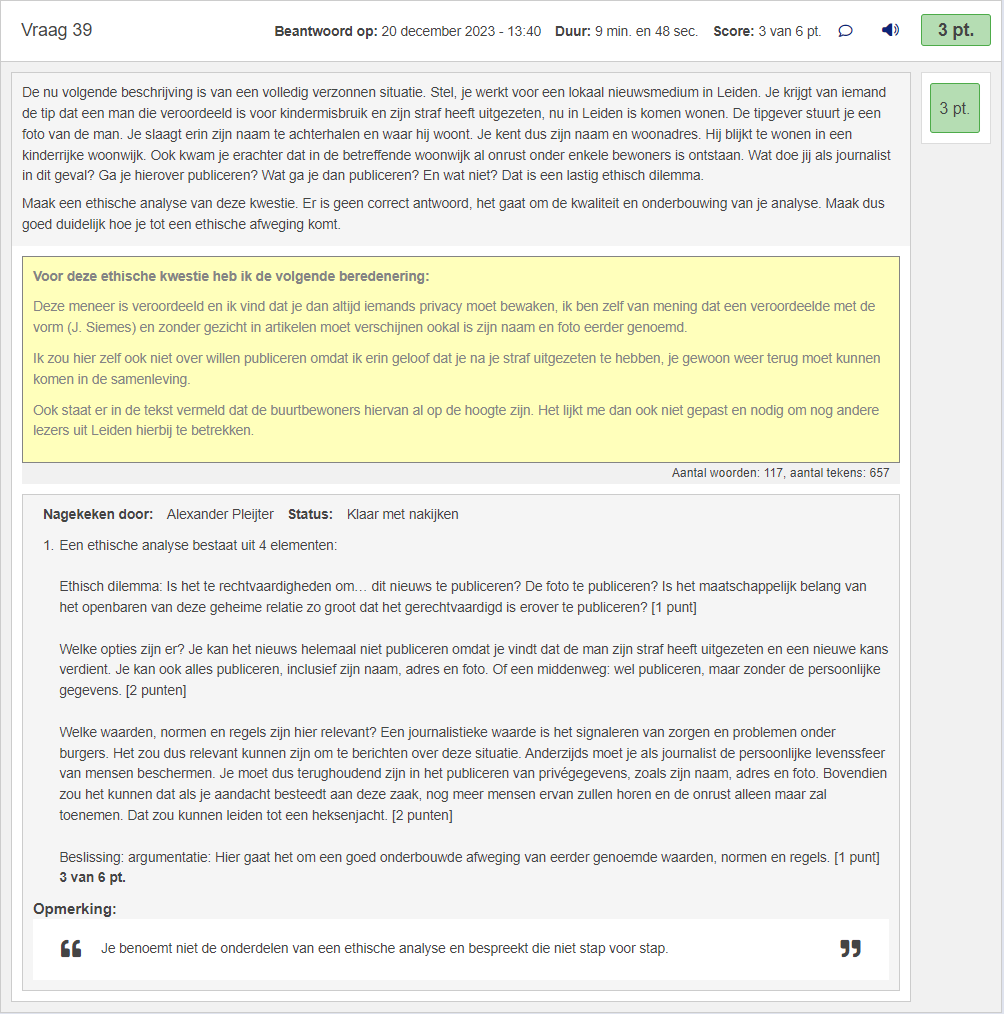 Vraag 39
Beantwoord op: 20 december 2023 - 13:40 Duur: 9 min. en 48 sec. Score: 3 van 6 pt.
3 pt.
3 pt.
De nu volgende beschrijving is van een volledig verzonnen situatie. Stel, je werkt voor een lokaal nieuwsmedium in Leiden. Je krijgt van iemand
de tip dat een man die veroordeeld is voor kindermisbruik en zijn straf heeft uitgezeten, nu in Leiden is komen wonen. De tipgever stuurt je een
foto van de man. Je slaagt erin zijn naam te achterhalen en waar hij woont. Je kent dus zijn naam en woonadres. Hij blijkt te wonen in een
kinderrijke woonwijk. Ook kwam je erachter dat in de betreffende woonwijk al onrust onder enkele bewoners is ontstaan. Wat doe jij als journalist
in dit geval? Ga je hierover publiceren? Wat ga je dan publiceren? En wat niet? Dat is een lastig ethisch dilemma.
Maak een ethische analyse van deze kwestie. Er is geen correct antwoord, het gaat om de kwaliteit en onderbouwing van je analyse. Maak dus
goed duidelijk hoe je tot een ethische afweging komt.
Voor deze ethische kwestie heb ik de volgende beredenering:
Deze meneer is veroordeeld en ik vind dat je dan altijd iemands privacy moet bewaken, ik ben zelf van mening dat een veroordeelde met de
vorm (J. Siemes) en zonder gezicht in artikelen moet verschijnen ookal is zijn naam en foto eerder genoemd.
Ik zou hier zelf ook niet over willen publiceren omdat ik erin geloof dat je na je straf uitgezeten te hebben, je gewoon weer terug moet kunnen
komen in de samenleving.
Ook staat er in de tekst vermeld dat de buurtbewoners hiervan al op de hoogte zijn. Het lijkt me dan ook niet gepast en nodig om nog andere
lezers uit Leiden hierbij te betrekken.
Aantal woorden: 117, aantal tekens: 657
Nagekeken door: Alexander Pleijter Status: Klaar met nakijken
1. Een ethische analyse bestaat uit 4 elementen:
Ethisch dilemma: Is het te rechtvaardigheden om… dit nieuws te publiceren? De foto te publiceren? Is het maatschappelijk belang van
het openbaren van deze geheime relatie zo groot dat het gerechtvaardigd is erover te publiceren? [1 punt]
Welke opties zijn er? Je kan het nieuws helemaal niet publiceren omdat je vindt dat de man zijn straf heeft uitgezeten en een nieuwe kans
verdient. Je kan ook alles publiceren, inclusief zijn naam, adres en foto. Of een middenweg: wel publiceren, maar zonder de persoonlijke
gegevens. [2 punten]
Welke waarden, normen en regels zijn hier relevant? Een journalistieke waarde is het signaleren van zorgen en problemen onder
burgers. Het zou dus relevant kunnen zijn om te berichten over deze situatie. Anderzijds moet je als journalist de persoonlijke levenssfeer
van mensen beschermen. Je moet dus terughoudend zijn in het publiceren van privégegevens, zoals zijn naam, adres en foto. Bovendien
zou het kunnen dat als je aandacht besteedt aan deze zaak, nog meer mensen ervan zullen horen en de onrust alleen maar zal
toenemen. Dat zou kunnen leiden tot een heksenjacht. [2 punten]
Beslissing: argumentatie: Hier gaat het om een goed onderbouwde afweging van eerder genoemde waarden, normen en regels. [1 punt]
3 van 6 pt.
Opmerking:
“ Je benoemt niet de onderdelen van een ethische analyse en bespreekt die niet stap voor stap. ”